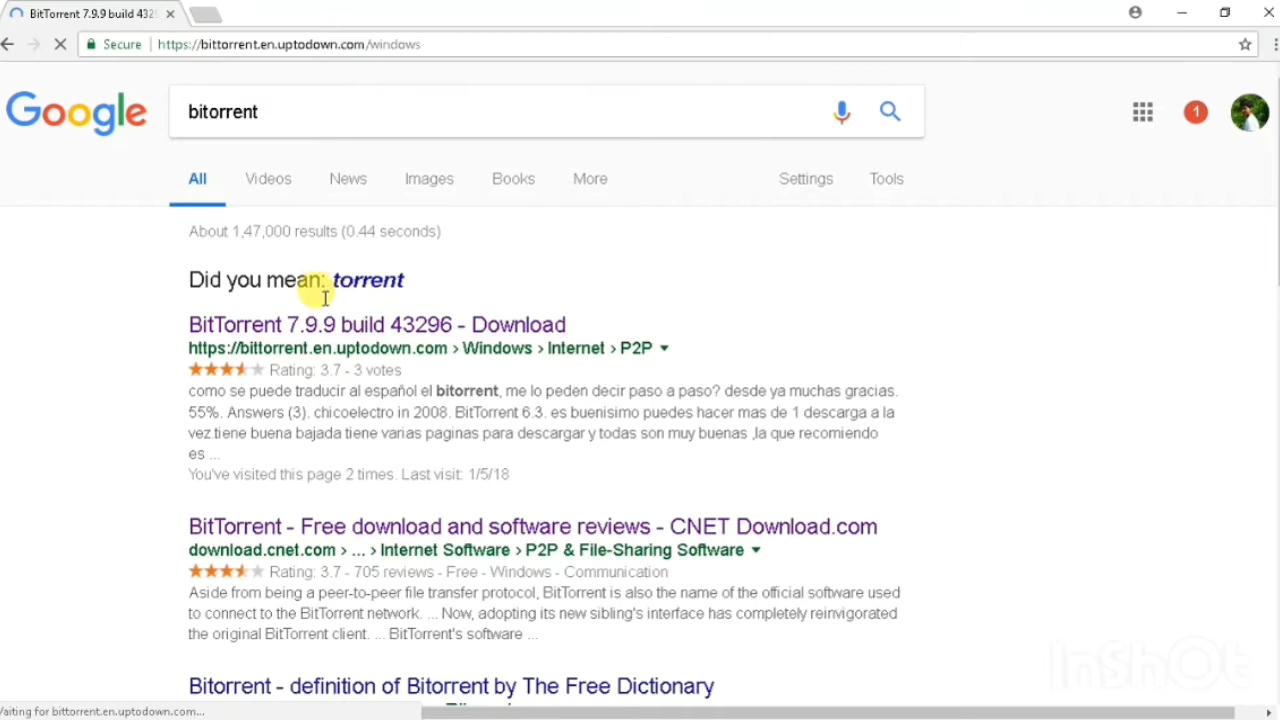 BitTorrent 7.9.9 build 432
Secure | https://bittorrent.en.uptodown.com/windows
Google
bitorrent
1
All Videos News Images Books More Settings Tools
About 1,47,000 results (0.44 seconds)
Did you mean: torrent
BitTorrent 7.9.9 build 43296 - Download
https://bittorrent.en.uptodown.com › Windows › Internet › P2P
Rating: 3.7 - 3 votes
como se puede traducir al español el bitorrent, me lo peden decir paso a paso? desde ya muchas gracias.
55%. Answers (3). chicoelectro in 2008. BitTorrent 6.3. es buenisimo puedes hacer mas de 1 descarga a la
vez.tiene buena bajada tiene varias paginas para descargar y todas son muy buenas ,la que recomiendo
es ...
You've visited this page 2 times. Last visit: 1/5/18
BitTorrent - Free download and software reviews - CNET Download.com
download.cnet.com › ... › Internet Software › P2P & File-Sharing Software
Rating: 3.7 - 705 reviews - Free - Windows - Communication
Aside from being a peer-to-peer file transfer protocol, BitTorrent is also the name of the official software used
to connect to the BitTorrent network. ... Now, adopting its new sibling's interface has completely reinvigorated
the original BitTorrent client. ... BitTorrent's software ...
Bitorrent - definition of Bitorrent by The Free Dictionary
InShOt
Vaiting for bittorrent.en.uptodown.com...